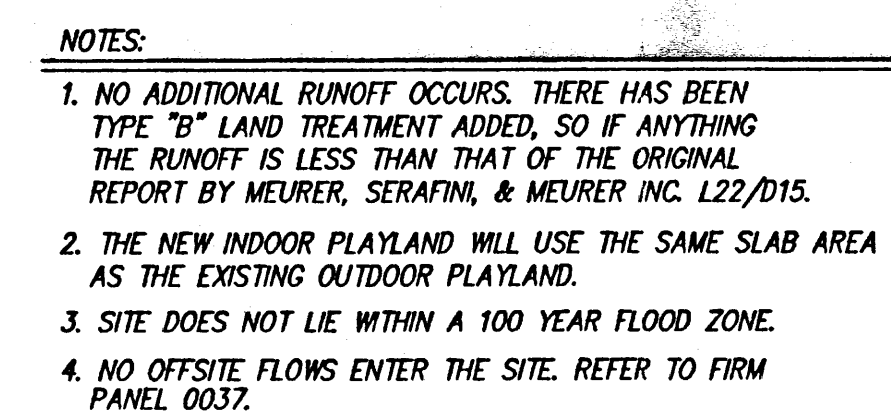 NOTES:
1. NO ADDITIONAL RUNOFF OCCURS. THERE HAS BEEN
TYPE "B" LAND TREATMENT ADDED, SO IF ANYTHING
THE RUNOFF IS LESS THAN THAT OF THE ORIGINAL
REPORT BY MEURER, SERAFINI, & MEURER INC. L22/D15.
2. THE NEW INDOOR PLAYLAND WILL USE THE SAME SLAB AREA
AS THE EXISTING OUTDOOR PLAYLAND.
3. SITE DOES NOT LIE WITHIN A 100 YEAR FLOOD ZONE.
4. NO OFFSITE FLOWS ENTER THE SITE. REFER TO FIRM
PANEL 0037.